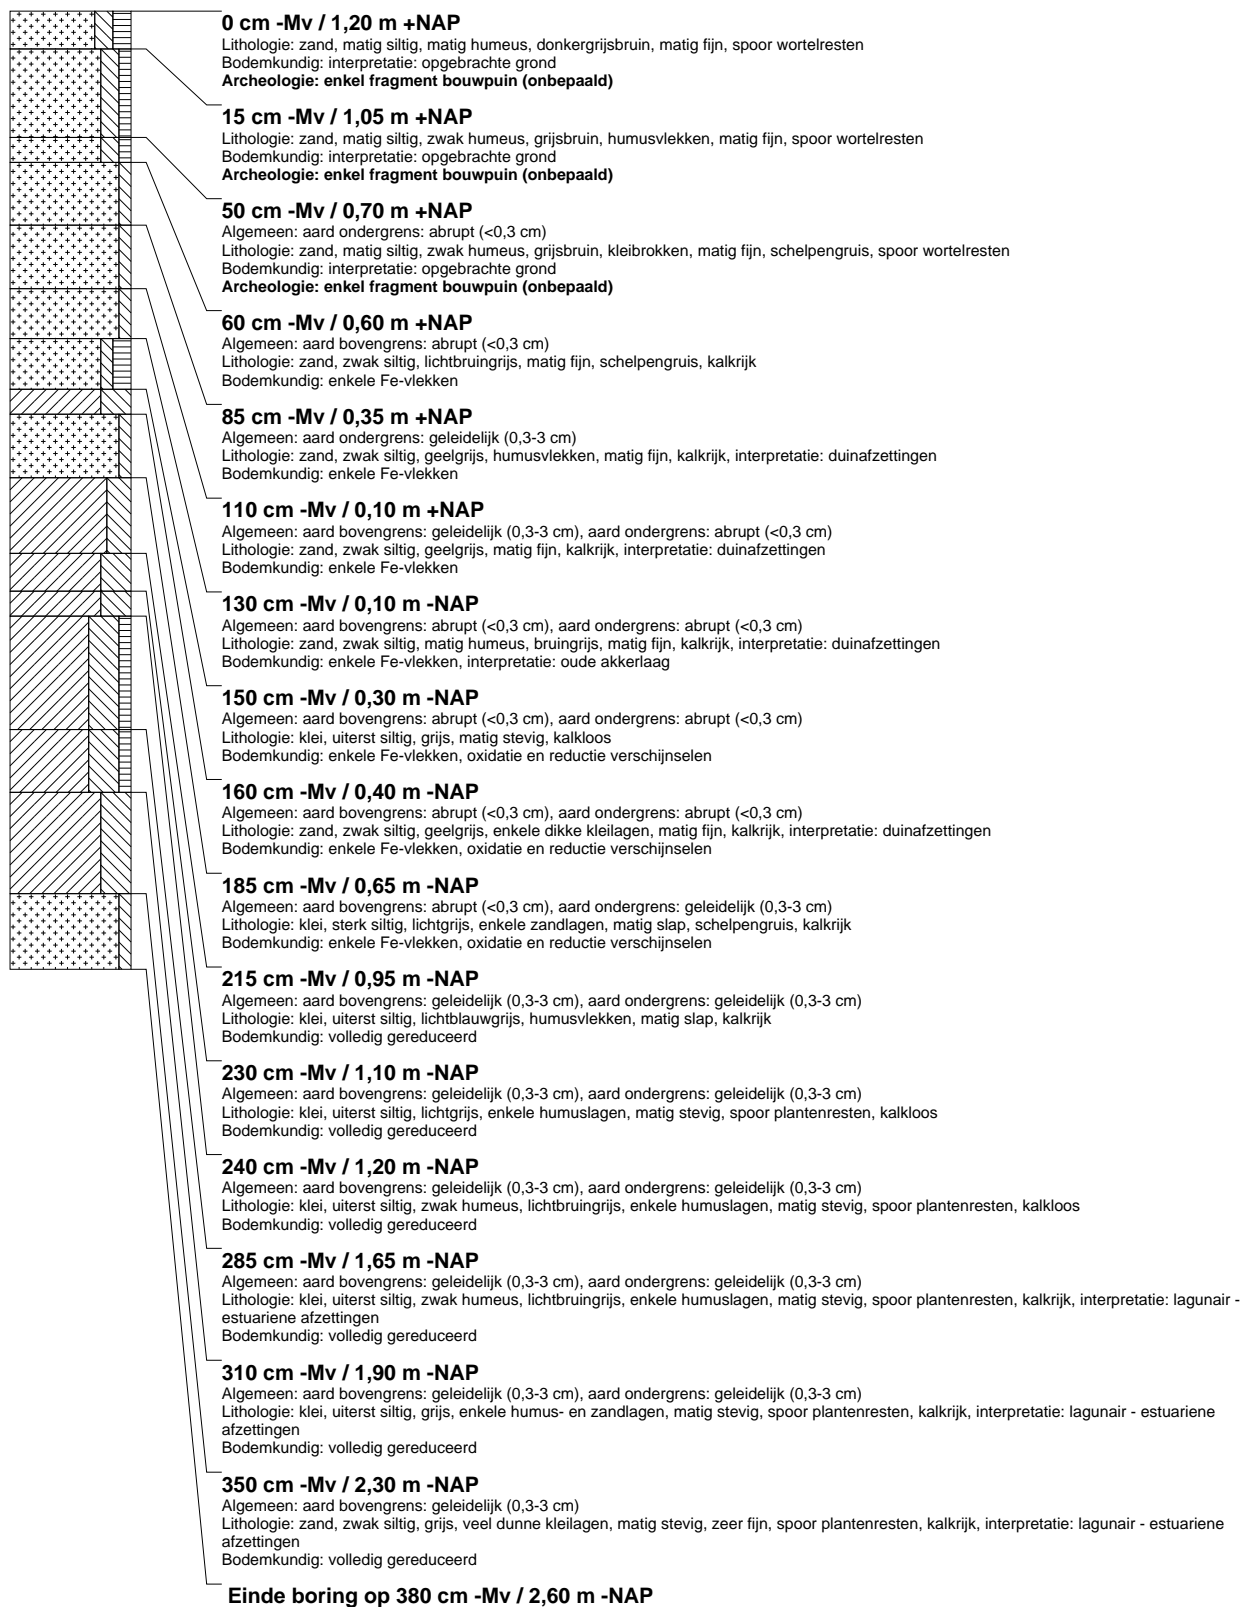 0 cm -Mv / 1,20 m +NAP
Lithologie: zand, matig siltig, matig humeus, donkergrijsbruin, matig fijn, spoor wortelresten
Bodemkundig: interpretatie: opgebrachte grond
Archeologie: enkel fragment bouwpuin (onbepaald)
15 cm -Mv / 1,05 m +NAP
Lithologie: zand, matig siltig, zwak humeus, grijsbruin, humusvlekken, matig fijn, spoor wortelresten
Bodemkundig: interpretatie: opgebrachte grond
Archeologie: enkel fragment bouwpuin (onbepaald)
50 cm -Mv / 0,70 m +NAP
Algemeen: aard ondergrens: abrupt (<0,3 cm)
Lithologie: zand, matig siltig, zwak humeus, grijsbruin, kleibrokken, matig fijn, schelpengruis, spoor wortelresten
Bodemkundig: interpretatie: opgebrachte grond
Archeologie: enkel fragment bouwpuin (onbepaald)
60 cm -Mv / 0,60 m +NAP
Algemeen: aard bovengrens: abrupt (<0,3 cm)
Lithologie: zand, zwak siltig, lichtbruingrijs, matig fijn, schelpengruis, kalkrijk
Bodemkundig: enkele Fe-vlekken
85 cm -Mv / 0,35 m +NAP
Algemeen: aard ondergrens: geleidelijk (0,3-3 cm)
Lithologie: zand, zwak siltig, geelgrijs, humusvlekken, matig fijn, kalkrijk, interpretatie: duinafzettingen
Bodemkundig: enkele Fe-vlekken
110 cm -Mv / 0,10 m +NAP
Algemeen: aard bovengrens: geleidelijk (0,3-3 cm), aard ondergrens: abrupt (<0,3 cm)
Lithologie: zand, zwak siltig, geelgrijs, matig fijn, kalkrijk, interpretatie: duinafzettingen
Bodemkundig: enkele Fe-vlekken
130 cm -Mv / 0,10 m -NAP
Algemeen: aard bovengrens: abrupt (<0,3 cm), aard ondergrens: abrupt (<0,3 cm)
Lithologie: zand, zwak siltig, matig humeus, bruingrijs, matig fijn, kalkrijk, interpretatie: duinafzettingen
Bodemkundig: enkele Fe-vlekken, interpretatie: oude akkerlaag
150 cm -Mv / 0,30 m -NAP
Algemeen: aard bovengrens: abrupt (<0,3 cm), aard ondergrens: abrupt (<0,3 cm)
Lithologie: klei, uiterst siltig, grijs, matig stevig, kalkloos
Bodemkundig: enkele Fe-vlekken, oxidatie en reductie verschijnselen
160 cm -Mv / 0,40 m -NAP
Algemeen: aard bovengrens: abrupt (<0,3 cm), aard ondergrens: abrupt (<0,3 cm)
Lithologie: zand, zwak siltig, geelgrijs, enkele dikke kleilagen, matig fijn, kalkrijk, interpretatie: duinafzettingen
Bodemkundig: enkele Fe-vlekken, oxidatie en reductie verschijnselen
185 cm -Mv / 0,65 m -NAP
Algemeen: aard bovengrens: abrupt (<0,3 cm), aard ondergrens: geleidelijk (0,3-3 cm)
Lithologie: klei, sterk siltig, lichtgrijs, enkele zandlagen, matig slap, schelpengruis, kalkrijk
Bodemkundig: enkele Fe-vlekken, oxidatie en reductie verschijnselen
215 cm -Mv / 0,95 m -NAP
Algemeen: aard bovengrens: geleidelijk (0,3-3 cm), aard ondergrens: geleidelijk (0,3-3 cm)
Lithologie: klei, uiterst siltig, lichtblauwgrijs, humusvlekken, matig slap, kalkrijk
Bodemkundig: volledig gereduceerd
230 cm -Mv / 1,10 m -NAP
Algemeen: aard bovengrens: geleidelijk (0,3-3 cm), aard ondergrens: geleidelijk (0,3-3 cm)
Lithologie: klei, uiterst siltig, lichtgrijs, enkele humuslagen, matig stevig, spoor plantenresten, kalkloos
Bodemkundig: volledig gereduceerd
240 cm -Mv / 1,20 m -NAP
Algemeen: aard bovengrens: geleidelijk (0,3-3 cm), aard ondergrens: geleidelijk (0,3-3 cm)
Lithologie: klei, uiterst siltig, zwak humeus, lichtbruingrijs, enkele humuslagen, matig stevig, spoor plantenresten, kalkloos
Bodemkundig: volledig gereduceerd
285 cm -Mv / 1,65 m -NAP
Algemeen: aard bovengrens: geleidelijk (0,3-3 cm), aard ondergrens: geleidelijk (0,3-3 cm)
Lithologie: klei, uiterst siltig, zwak humeus, lichtbruingrijs, enkele humuslagen, matig stevig, spoor plantenresten, kalkrijk, interpretatie: lagunair -
estuariene afzettingen
Bodemkundig: volledig gereduceerd
310 cm -Mv / 1,90 m -NAP
Algemeen: aard bovengrens: geleidelijk (0,3-3 cm), aard ondergrens: geleidelijk (0,3-3 cm)
Lithologie: klei, uiterst siltig, grijs, enkele humus- en zandlagen, matig stevig, spoor plantenresten, kalkrijk, interpretatie: lagunair - estuariene
afzettingen
Bodemkundig: volledig gereduceerd
350 cm -Mv / 2,30 m -NAP
Algemeen: aard bovengrens: geleidelijk (0,3-3 cm)
Lithologie: zand, zwak siltig, grijs, veel dunne kleilagen, matig stevig, zeer fijn, spoor plantenresten, kalkrijk, interpretatie: lagunair - estuariene
afzettingen
Bodemkundig: volledig gereduceerd
Einde boring op 380 cm -Mv / 2,60 m -NAP